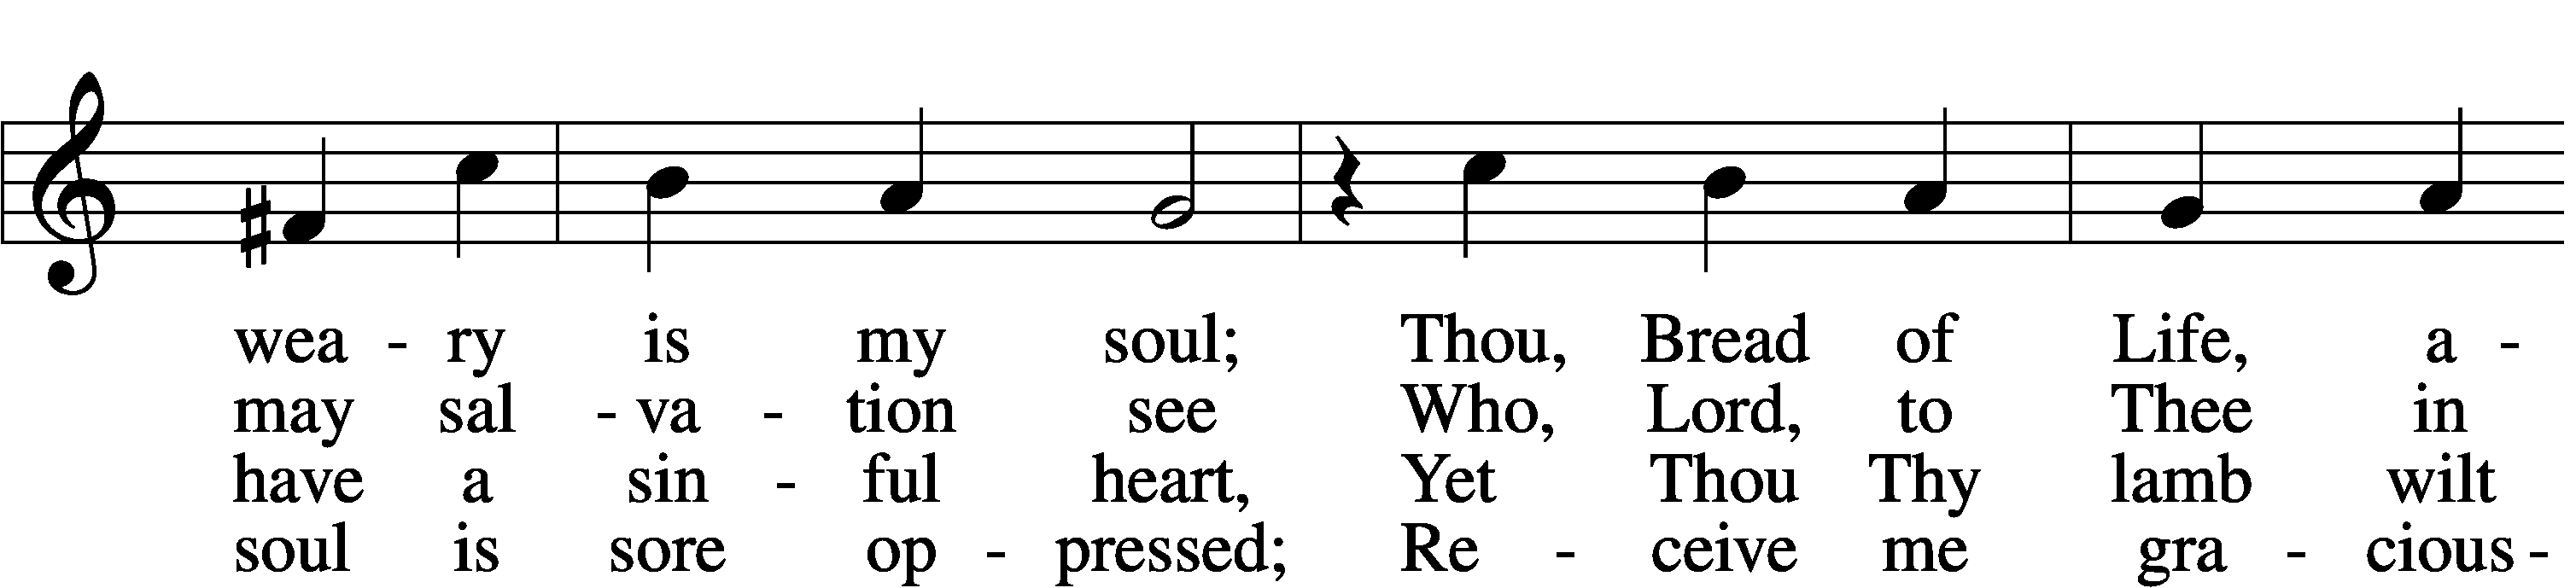 wea - ry is my soul; Thou, Bread of Life, a -
may sal - va - tion see Who, Lord, to Thee in
have a sin - ful heart, Yet Thou Thy lamb wilt
soul is sore op - pressed; Re - ceive me gra - cious -